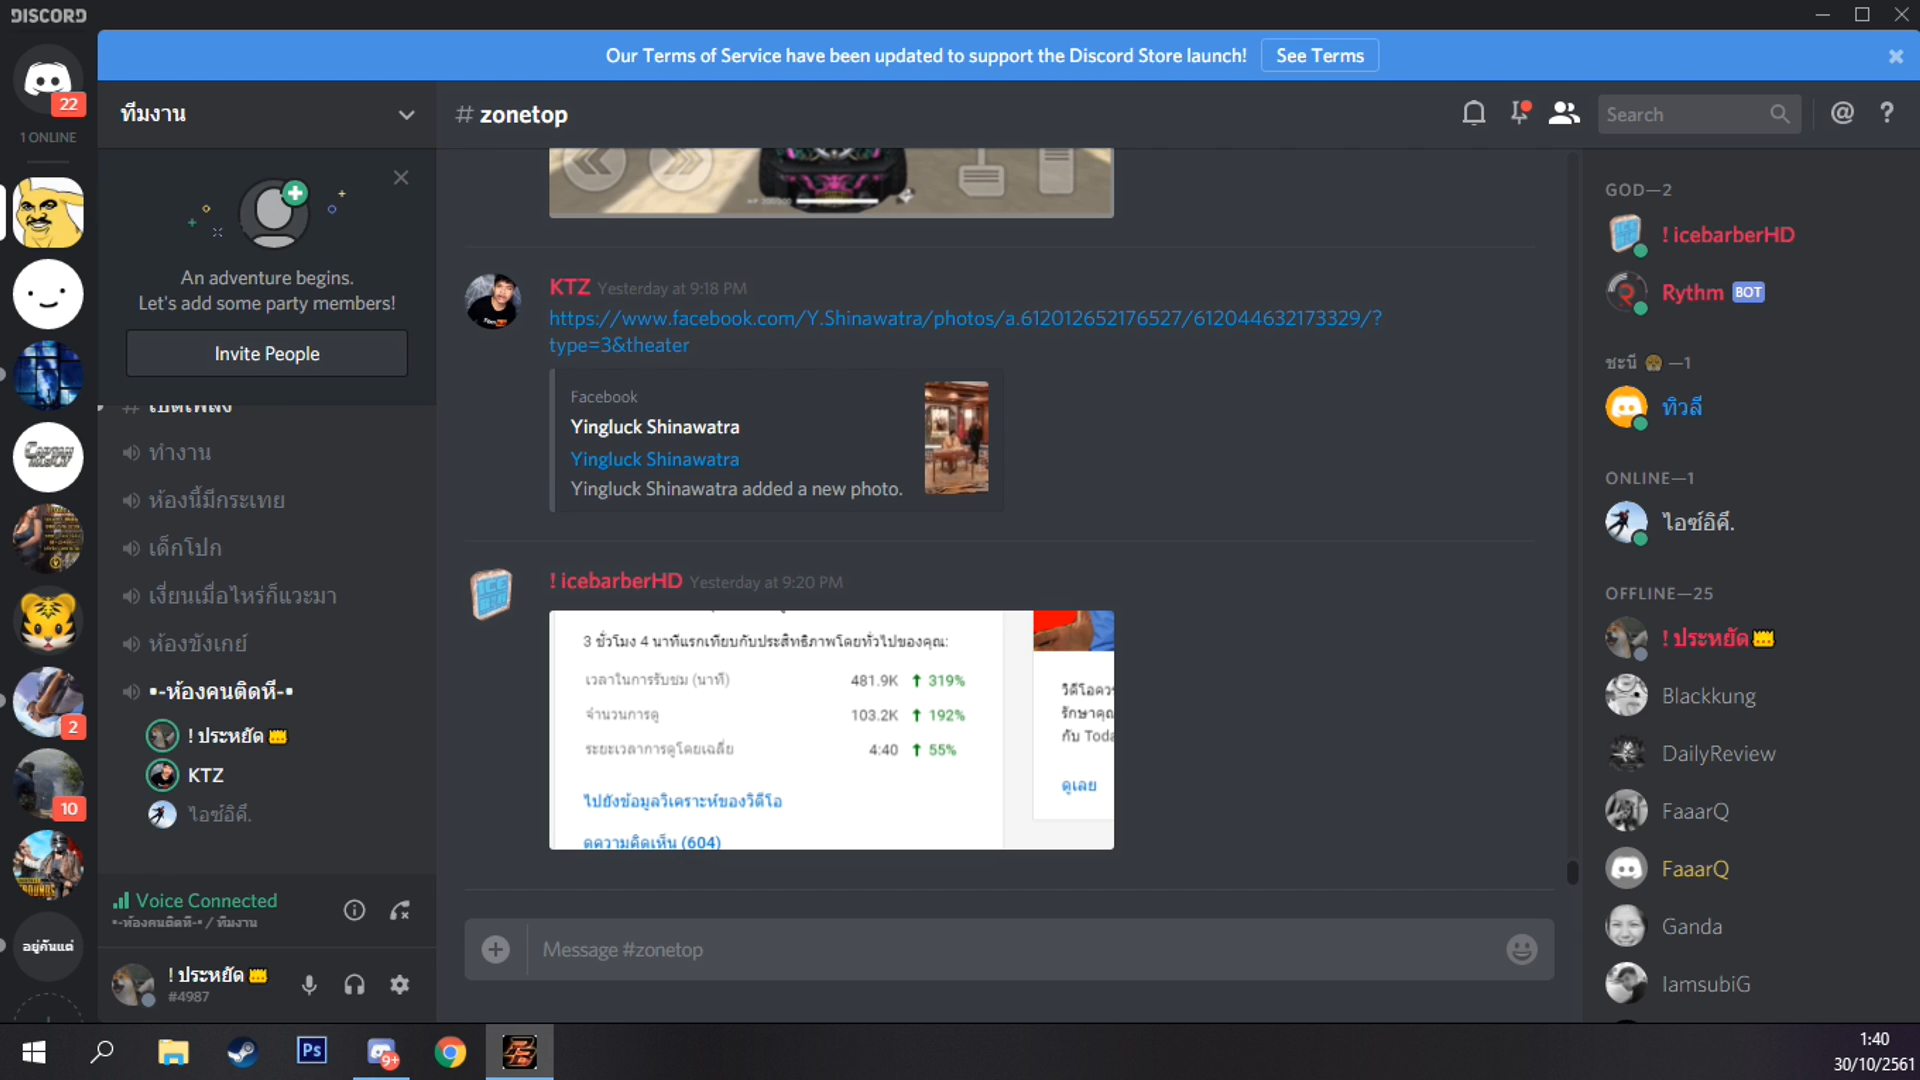 DISCORD
Our Terms of Service have been updated to support the Discord Store launch!
See Terms
22
1 ONLINE
ทีมงาน
# zonetop
Search
An adventure begins.
Let's add some party members!
Invite People
ทำงาน
ห้องนี้มีกระเทย
เด็กโปก
เงี่ยนเมื่อไหร่ก็แวะมา
ห้องขังเกย์
•-ห้องคนติดหี-•
! ประหยัด
KTZ
ไอซ์อิคึ.
2
10
อยู่คันแต่
Voice Connected
•-ห้องคนติดหี-• / ทีมงาน
! ประหยัด
#4987
KTZ Yesterday at 9:18 PM
https://www.facebook.com/Y.Shinawatra/photos/a.612012652176527/612044632173329/?
type=3&theater
Facebook
Yingluck Shinawatra
Yingluck Shinawatra
Yingluck Shinawatra added a new photo.
! icebarberHD Yesterday at 9:20 PM
3 ชั่วโมง 4 นาทีแรกเทียบกับประสิทธิภาพโดยทั่วไปของคุณ:
เวลาในการรับชม (นาที) 481.9K 319%
จำนวนการดู 103.2K 192%
ระยะเวลาการดูโดยเฉลี่ย 4:40 55%
ไปยังข้อมูลวิเคราะห์ของวิดีโอ
ดูความคิดเห็น (604)
วิดีโอคว
รักษาคุณ
กับ Toda
ดูเลย
Message #zonetop
GOD—2
! icebarberHD
Rythm BOT
ชะนี —1
ทิวลี่
ONLINE—1
ไอซ์อิคึ.
OFFLINE—25
! ประหยัด
Blackkung
DailyReview
FaaarQ
FaaarQ
Ganda
IamsubiG
Ps
9+
1:40
30/10/2561